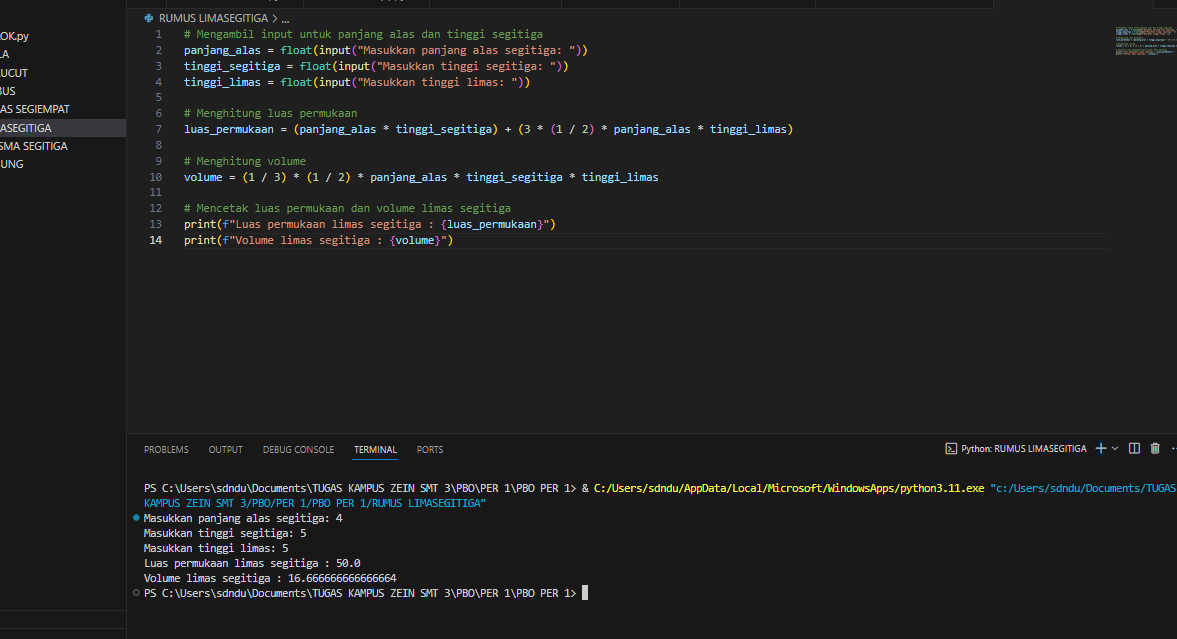 OK.py
LA
UCUT
BUS
AS SEGIEMPAT
ASEGITIGA
SMA SEGITIGA
UNG
RUMUS LIMASEGITIGA > ...
1 # Mengambil input untuk panjang alas dan tinggi segitiga
2 panjang_alas = float(input("Masukkan panjang alas segitiga: "))
3 tinggi_segitiga = float(input("Masukkan tinggi segitiga: "))
4 tinggi_limas = float(input("Masukkan tinggi limas: "))
5
6 # Menghitung luas permukaan
7 luas_permukaan = (panjang_alas * tinggi_segitiga) + (3 * (1 / 2) * panjang_alas * tinggi_limas)
8
9 # Menghitung volume
10 volume = (1 / 3) * (1 / 2) * panjang_alas * tinggi_segitiga * tinggi_limas
11
12 # Mencetak luas permukaan dan volume limas segitiga
13 print(f"Luas permukaan limas segitiga : {luas_permukaan}")
14 print(f"Volume limas segitiga : {volume}")
PROBLEMS OUTPUT DEBUG CONSOLE TERMINAL PORTS Python: RUMUS LIMASEGITIGA
PS C:\Users\sdndu\Documents\TUGAS KAMPUS ZEIN SMT 3\PBO\PER 1\PBO PER 1> & C:/Users/sdndu/AppData/Local/Microsoft/WindowsApps/python3.11.exe "c:/Users/sdndu/Documents/TUGAS
KAMPUS ZEIN SMT 3/PBO/PER 1/PBO PER 1/RUMUS LIMASEGITIGA"
Masukkan panjang alas segitiga: 4
Masukkan tinggi segitiga: 5
Masukkan tinggi limas: 5
Luas permukaan limas segitiga : 50.0
Volume limas segitiga : 16.666666666666664
PS C:\Users\sdndu\Documents\TUGAS KAMPUS ZEIN SMT 3\PBO\PER 1\PBO PER 1>